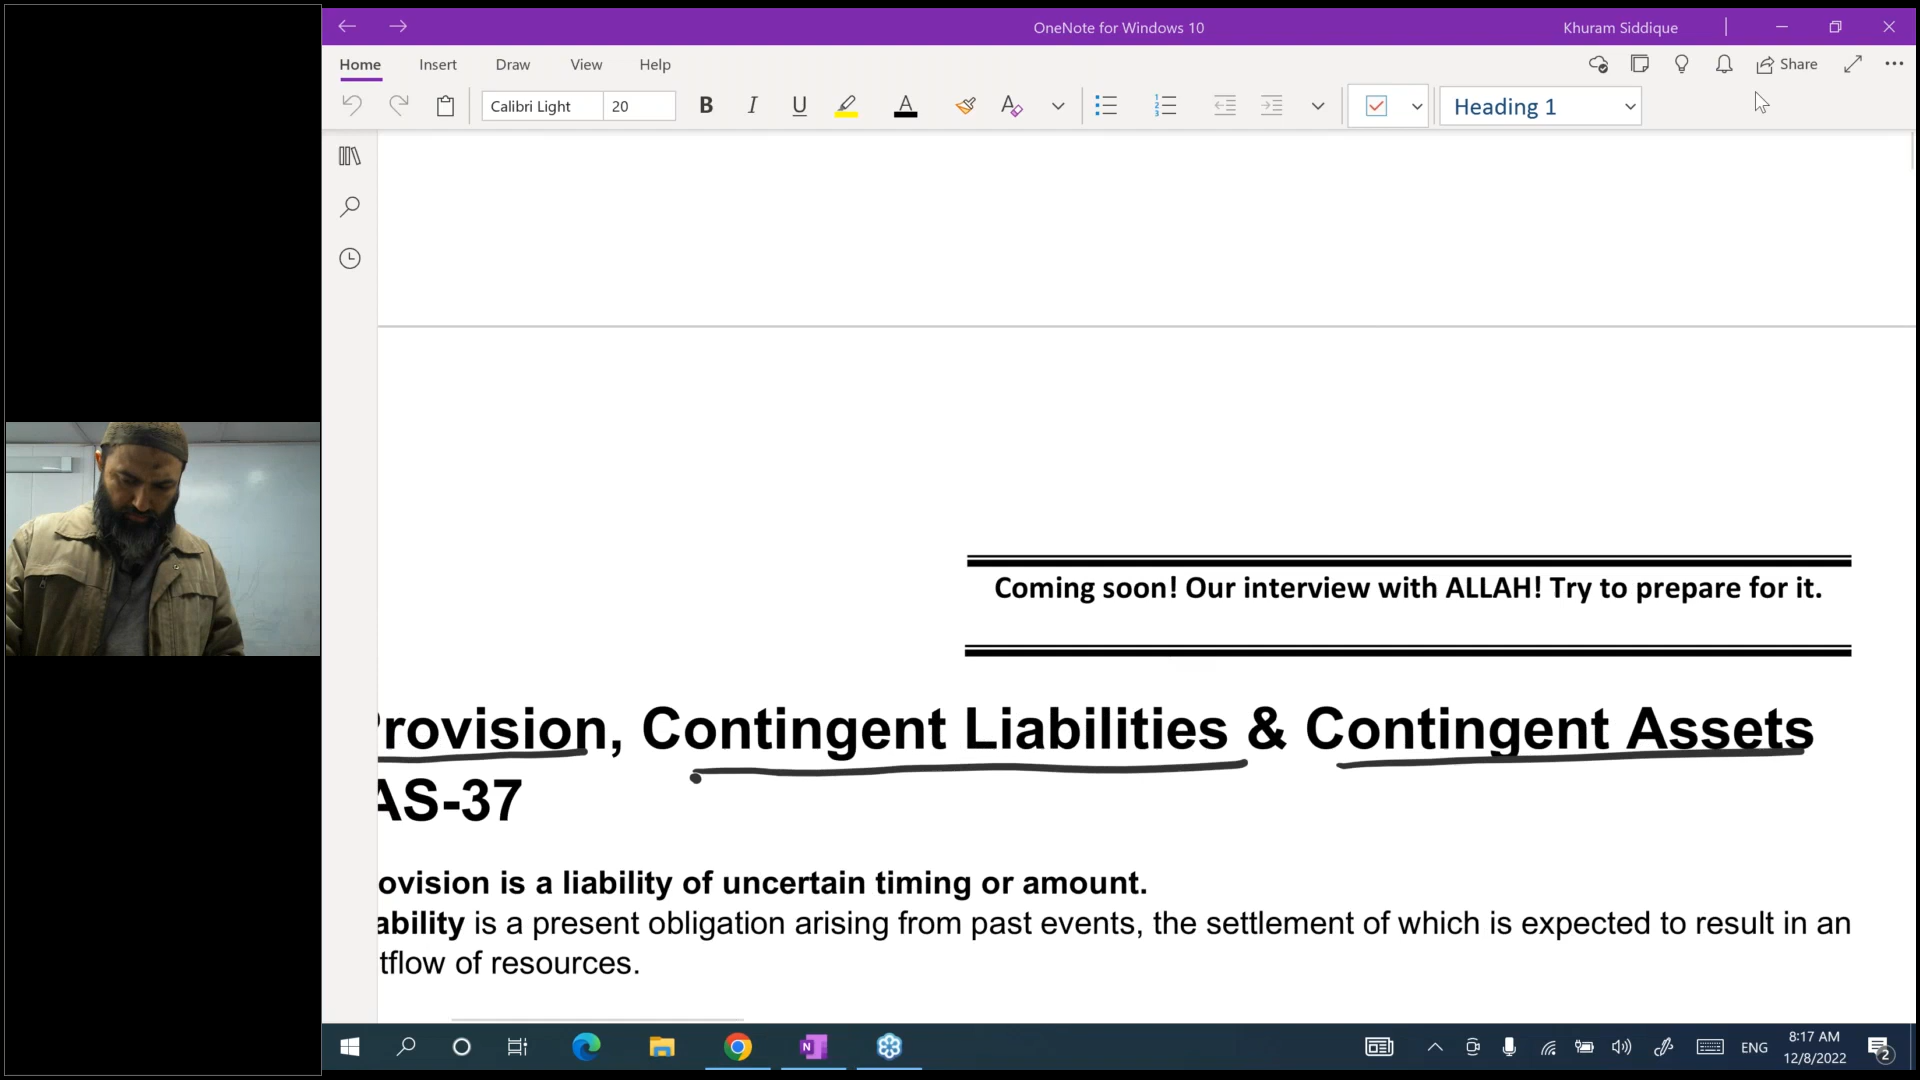 OneNote for Windows 10
Khuram Siddique
Home Insert Draw View Help
Share
Calibri Light 20 B I U A A Heading 1
Coming soon! Our interview with ALLAH! Try to prepare for it.
rovision, Contingent Liabilities & Contingent Assets
AS-37
ovision is a liability of uncertain timing or amount.
ability is a present obligation arising from past events, the settlement of which is expected to result in an
tflow of resources.
N
ENG
8:17 AM
12/8/2022
2